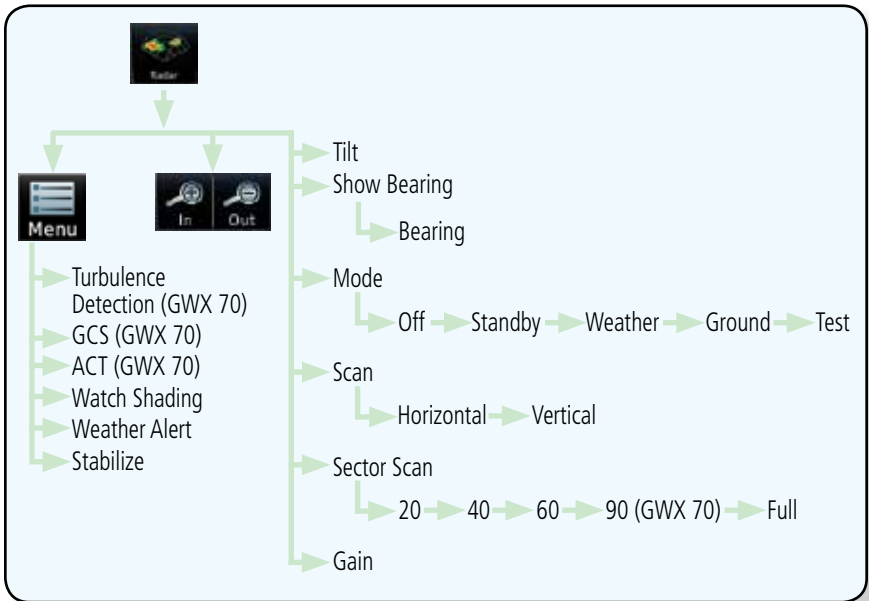 Radar
Menu
In
Out
Turbulence
Detection (GWX 70)
GCS (GWX 70)
ACT (GWX 70)
Watch Shading
Weather Alert
Stabilize
Tilt
Show Bearing
Bearing
Mode
Off Standby Weather Ground Test
Scan
Horizontal Vertical
Sector Scan
20 40 60 90 (GWX 70) Full
Gain